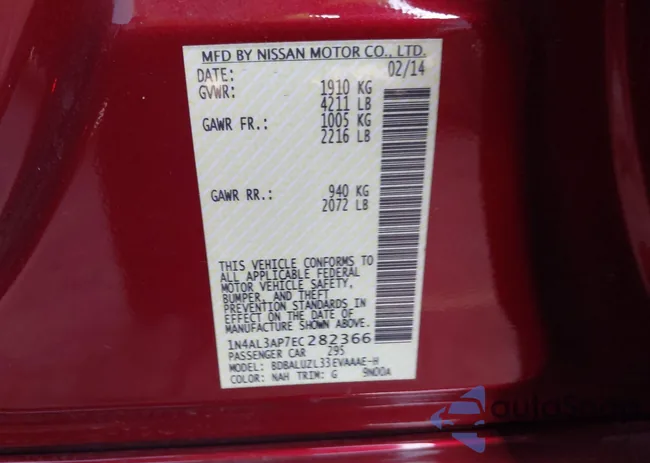 MFD BY NISSAN MOTOR CO., LTD.
DATE: 02/14
GVWR: 1910 KG
4211 LB
GAWR FR.: 1005 KG
2216 LB
GAWR RR.: 940 KG
2072 LB
THIS VEHICLE CONFORMS TO
ALL APPLICABLE FEDERAL
MOTOR VEHICLE SAFETY,
BUMPER, AND THEFT
PREVENTION STANDARDS IN
EFFECT ON THE DATE OF
MANUFACTURE SHOWN ABOVE.
1N4AL3AP7EC282366
PASSENGER CAR 295
MODEL: BDBALUZL33EVAAAE-H
COLOR: NAH TRIM: G 9N00A